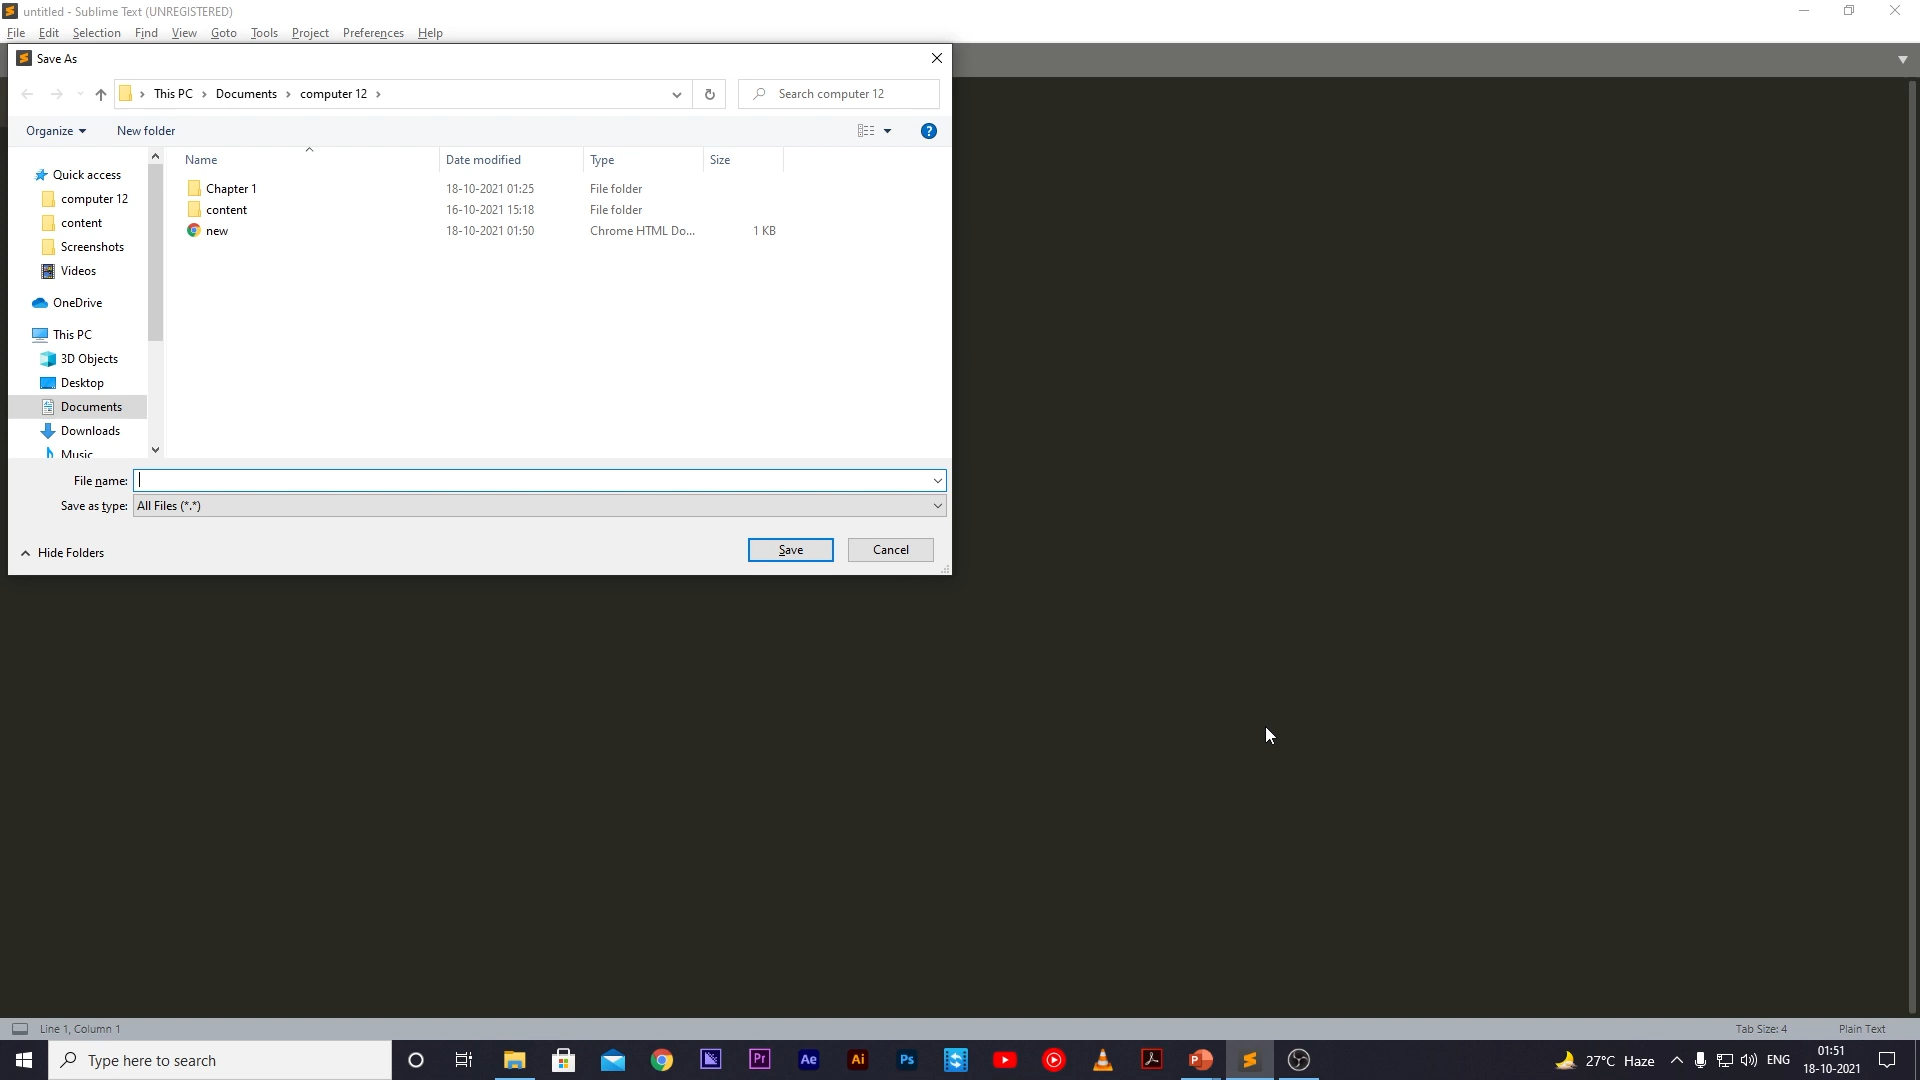 untitled - Sublime Text (UNREGISTERED)
File Edit Selection Find View Goto Tools Project Preferences Help
Save As
This PC > Documents > computer 12 >
Search computer 12
Organize New folder
Name Date modified Type Size
Quick access
computer 12
content
Screenshots
Videos
OneDrive
This PC
3D Objects
Desktop
Documents
Downloads
Music
Chapter 1 18-10-2021 01:25 File folder
content 16-10-2021 15:18 File folder
new 18-10-2021 01:50 Chrome HTML Do... 1 KB
File name:
Save as type: All Files (*.*)
Hide Folders
Save Cancel
Line 1, Column 1
Tab Size: 4 Plain Text
Type here to search
Pr Ae Ai Ps
27°C Haze
ENG
01:51
18-10-2021